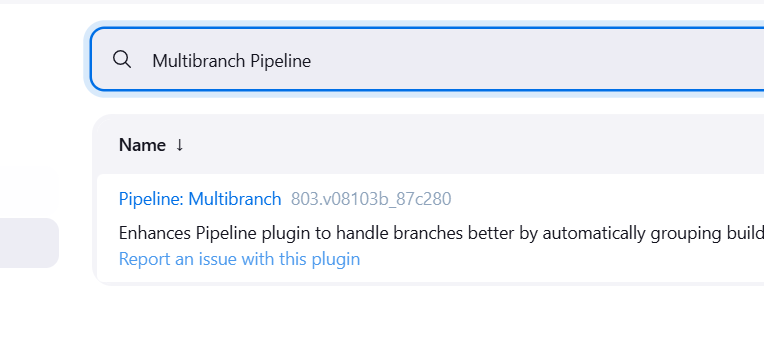 Multibranch Pipeline
Name ↓
Pipeline: Multibranch 803.v08103b_87c280
Enhances Pipeline plugin to handle branches better by automatically grouping build
Report an issue with this plugin